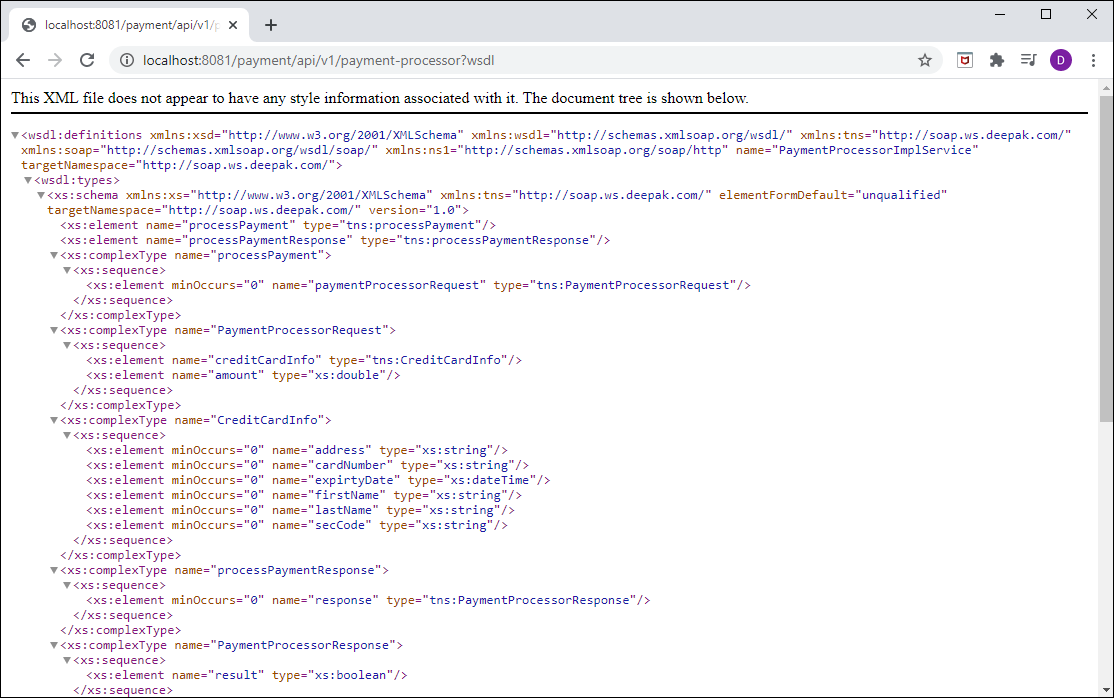 localhost:8081/payment/api/v1/p
localhost:8081/payment/api/v1/payment-processor?wsdl
D
This XML file does not appear to have any style information associated with it. The document tree is shown below.
▼<wsdl:definitions xmlns:xsd="http://www.w3.org/2001/XMLSchema" xmlns:wsdl="http://schemas.xmlsoap.org/wsdl/" xmlns:tns="http://soap.ws.deepak.com/"
xmlns:soap="http://schemas.xmlsoap.org/wsdl/soap/" xmlns:ns1="http://schemas.xmlsoap.org/soap/http" name="PaymentProcessorImplService"
targetNamespace="http://soap.ws.deepak.com/">
▼<wsdl:types>
▼<xs:schema xmlns:xs="http://www.w3.org/2001/XMLSchema" xmlns:tns="http://soap.ws.deepak.com/" elementFormDefault="unqualified"
targetNamespace="http://soap.ws.deepak.com/" version="1.0">
<xs:element name="processPayment" type="tns:processPayment"/>
<xs:element name="processPaymentResponse" type="tns:processPaymentResponse"/>
▼<xs:complexType name="processPayment">
▼<xs:sequence>
<xs:element minOccurs="0" name="paymentProcessorRequest" type="tns:PaymentProcessorRequest"/>
</xs:sequence>
</xs:complexType>
▼<xs:complexType name="PaymentProcessorRequest">
▼<xs:sequence>
<xs:element name="creditCardInfo" type="tns:CreditCardInfo"/>
<xs:element name="amount" type="xs:double"/>
</xs:sequence>
</xs:complexType>
▼<xs:complexType name="CreditCardInfo">
▼<xs:sequence>
<xs:element minOccurs="0" name="address" type="xs:string"/>
<xs:element minOccurs="0" name="cardNumber" type="xs:string"/>
<xs:element minOccurs="0" name="expirtyDate" type="xs:dateTime"/>
<xs:element minOccurs="0" name="firstName" type="xs:string"/>
<xs:element minOccurs="0" name="lastName" type="xs:string"/>
<xs:element minOccurs="0" name="secCode" type="xs:string"/>
</xs:sequence>
</xs:complexType>
▼<xs:complexType name="processPaymentResponse">
▼<xs:sequence>
<xs:element minOccurs="0" name="response" type="tns:PaymentProcessorResponse"/>
</xs:sequence>
</xs:complexType>
▼<xs:complexType name="PaymentProcessorResponse">
▼<xs:sequence>
<xs:element name="result" type="xs:boolean"/>
</xs:sequence>